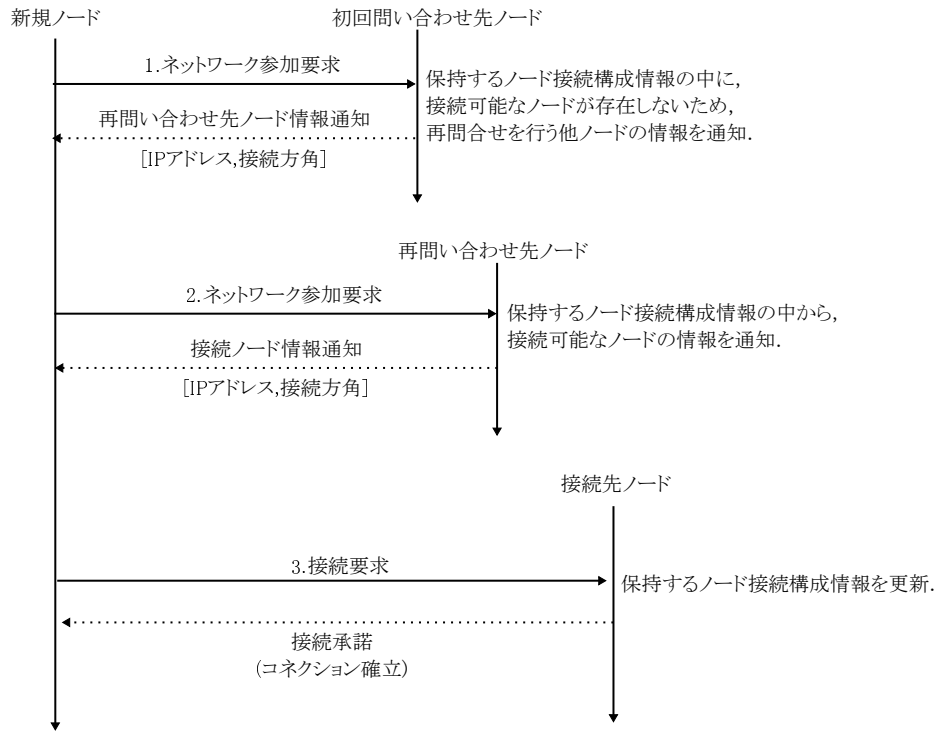 新規ノード
初回問い合わせ先ノード
1.ネットワーク参加要求
保持するノード接続構成情報の中に,
接続可能なノードが存在しないため,
再問合せを行う他ノードの情報を通知.
再問い合わせ先ノード情報通知
[IPアドレス,接続方角]
再問い合わせ先ノード
2.ネットワーク参加要求
保持するノード接続構成情報の中から,
接続可能なノードの情報を通知.
接続ノード情報通知
[IPアドレス,接続方角]
接続先ノード
3.接続要求
保持するノード接続構成情報を更新.
接続承諾
(コネクション確立)